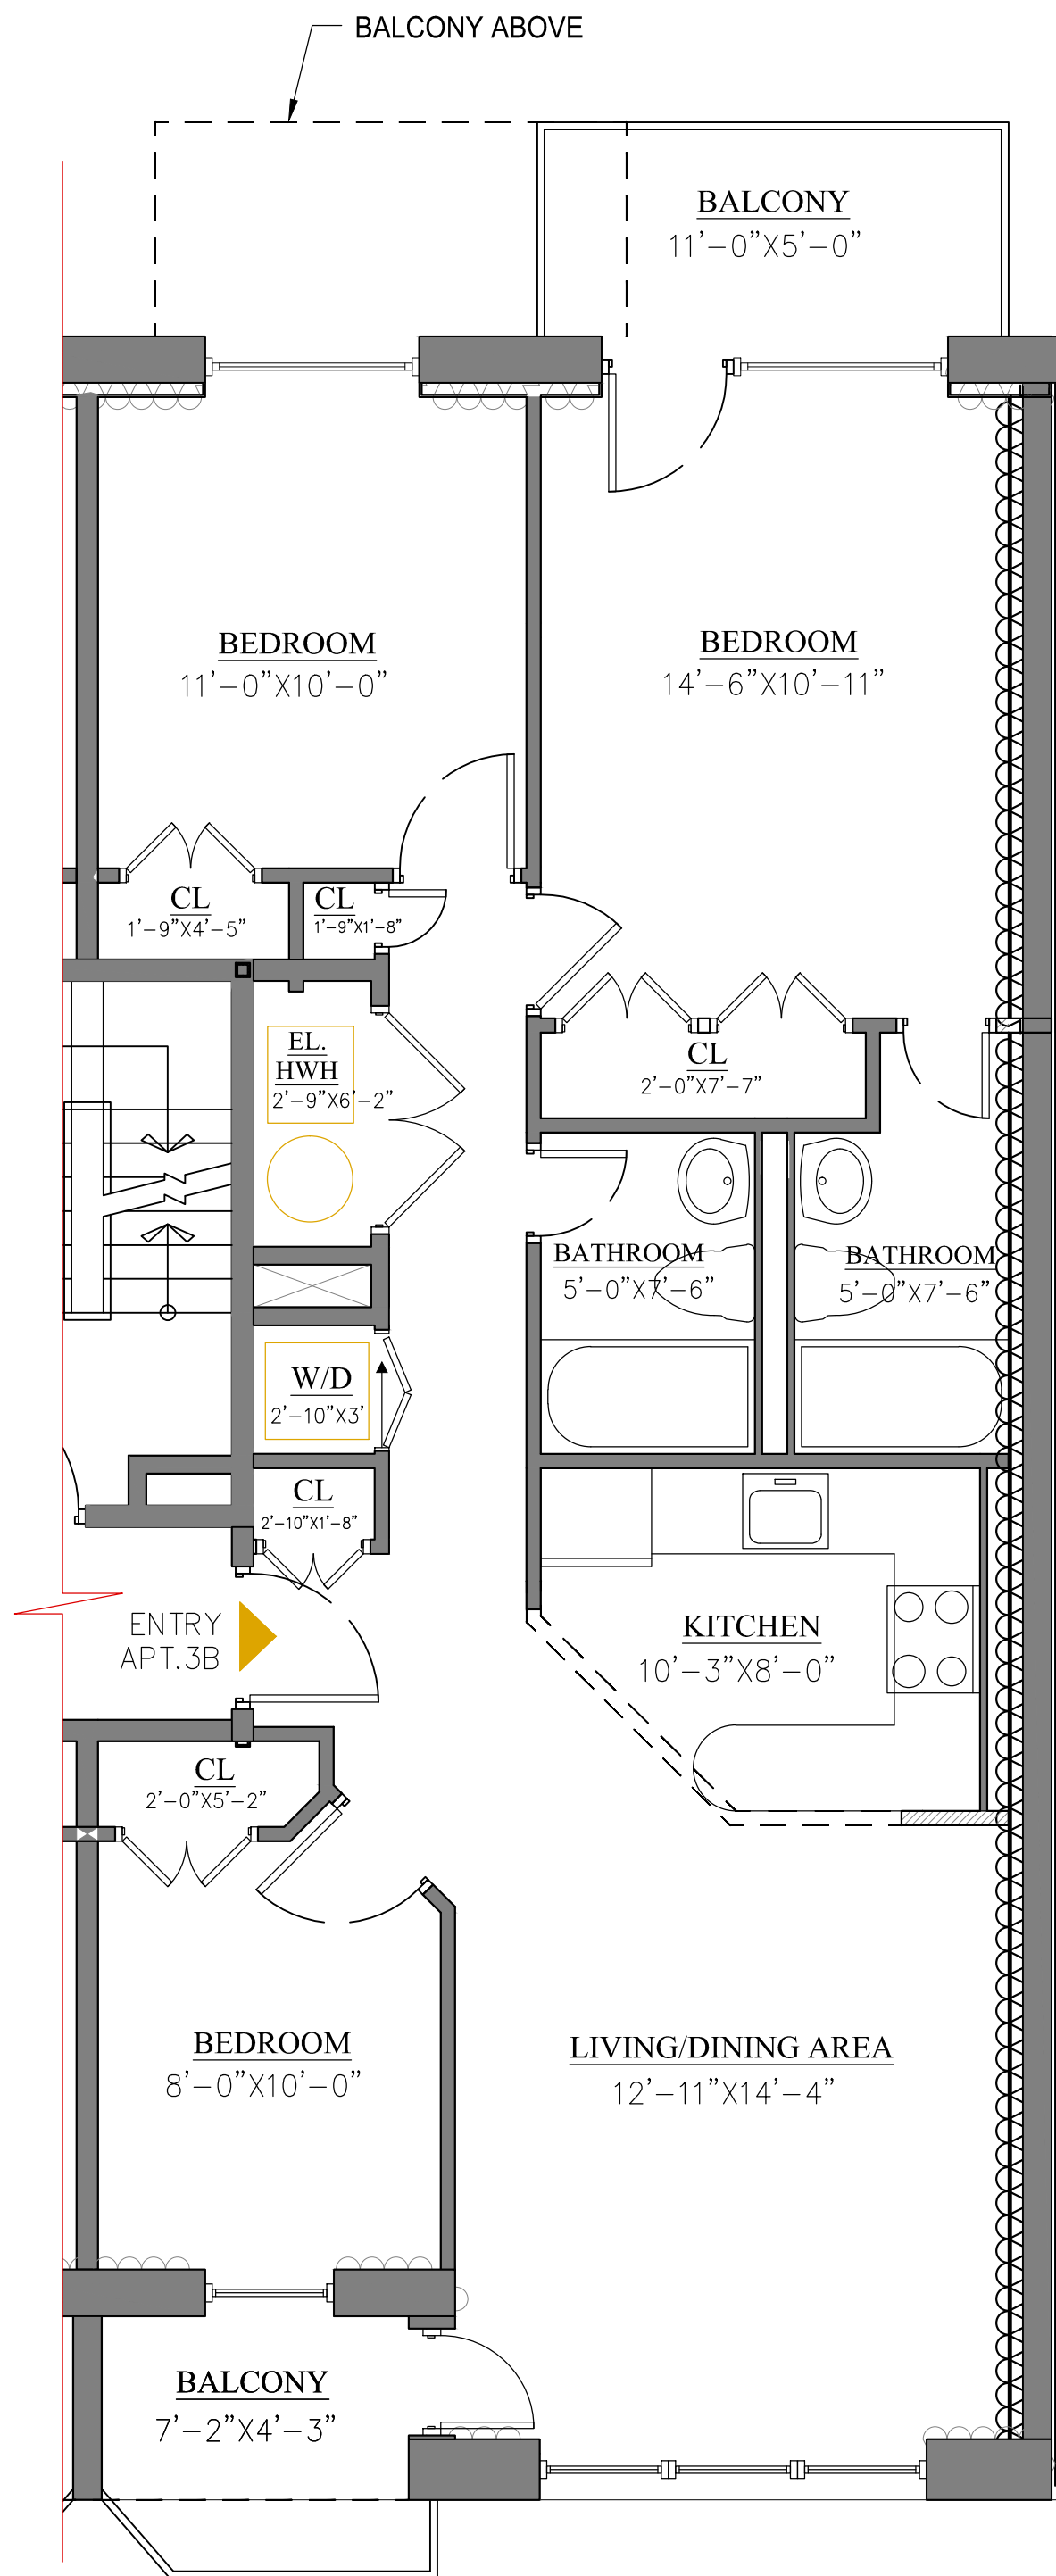 BALCONY ABOVE
BALCONY
11'-0"X5'-0"
BEDROOM
11'-0"X10'-0"
BEDROOM
14'-6"X10'-11"
CL
1'-9"X4'-5"
CL
1'-9"X1'-8"
EL.
HWH
2'-9"X6'-2"
CL
2'-0"X7'-7"
BATHROOM
5'-0"X7'-6"
BATHROOM
5'-0"X7'-6"
W/D
2'-10"X3'
CL
2'-10"X1'-8"
ENTRY
APT.3B
KITCHEN
10'-3"X8'-0"
CL
2'-0"X5'-2"
BEDROOM
8'-0"X10'-0"
LIVING/DINING AREA
12'-11"X14'-4"
BALCONY
7'-2"X4'-3"